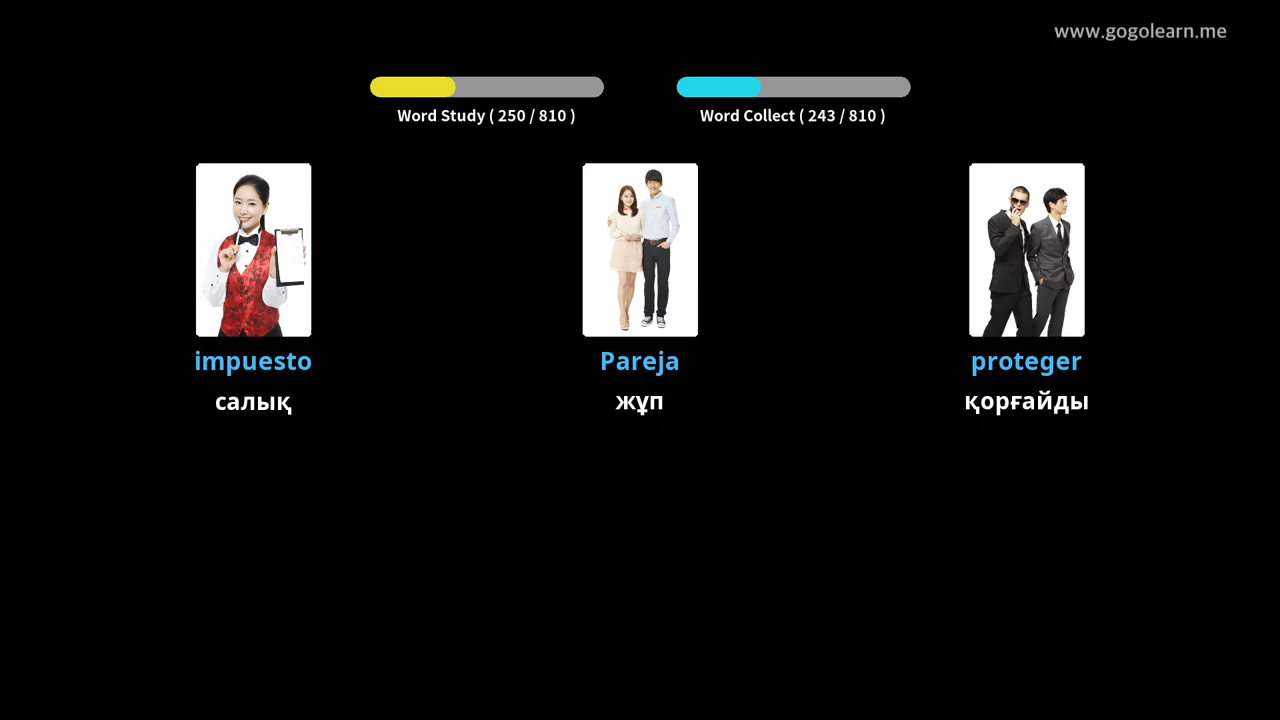 www.gogolearn.me
Word Study ( 250 / 810 )
Word Collect ( 243 / 810 )
impuesto
Pareja
proteger
салық
жұп
қорғайды